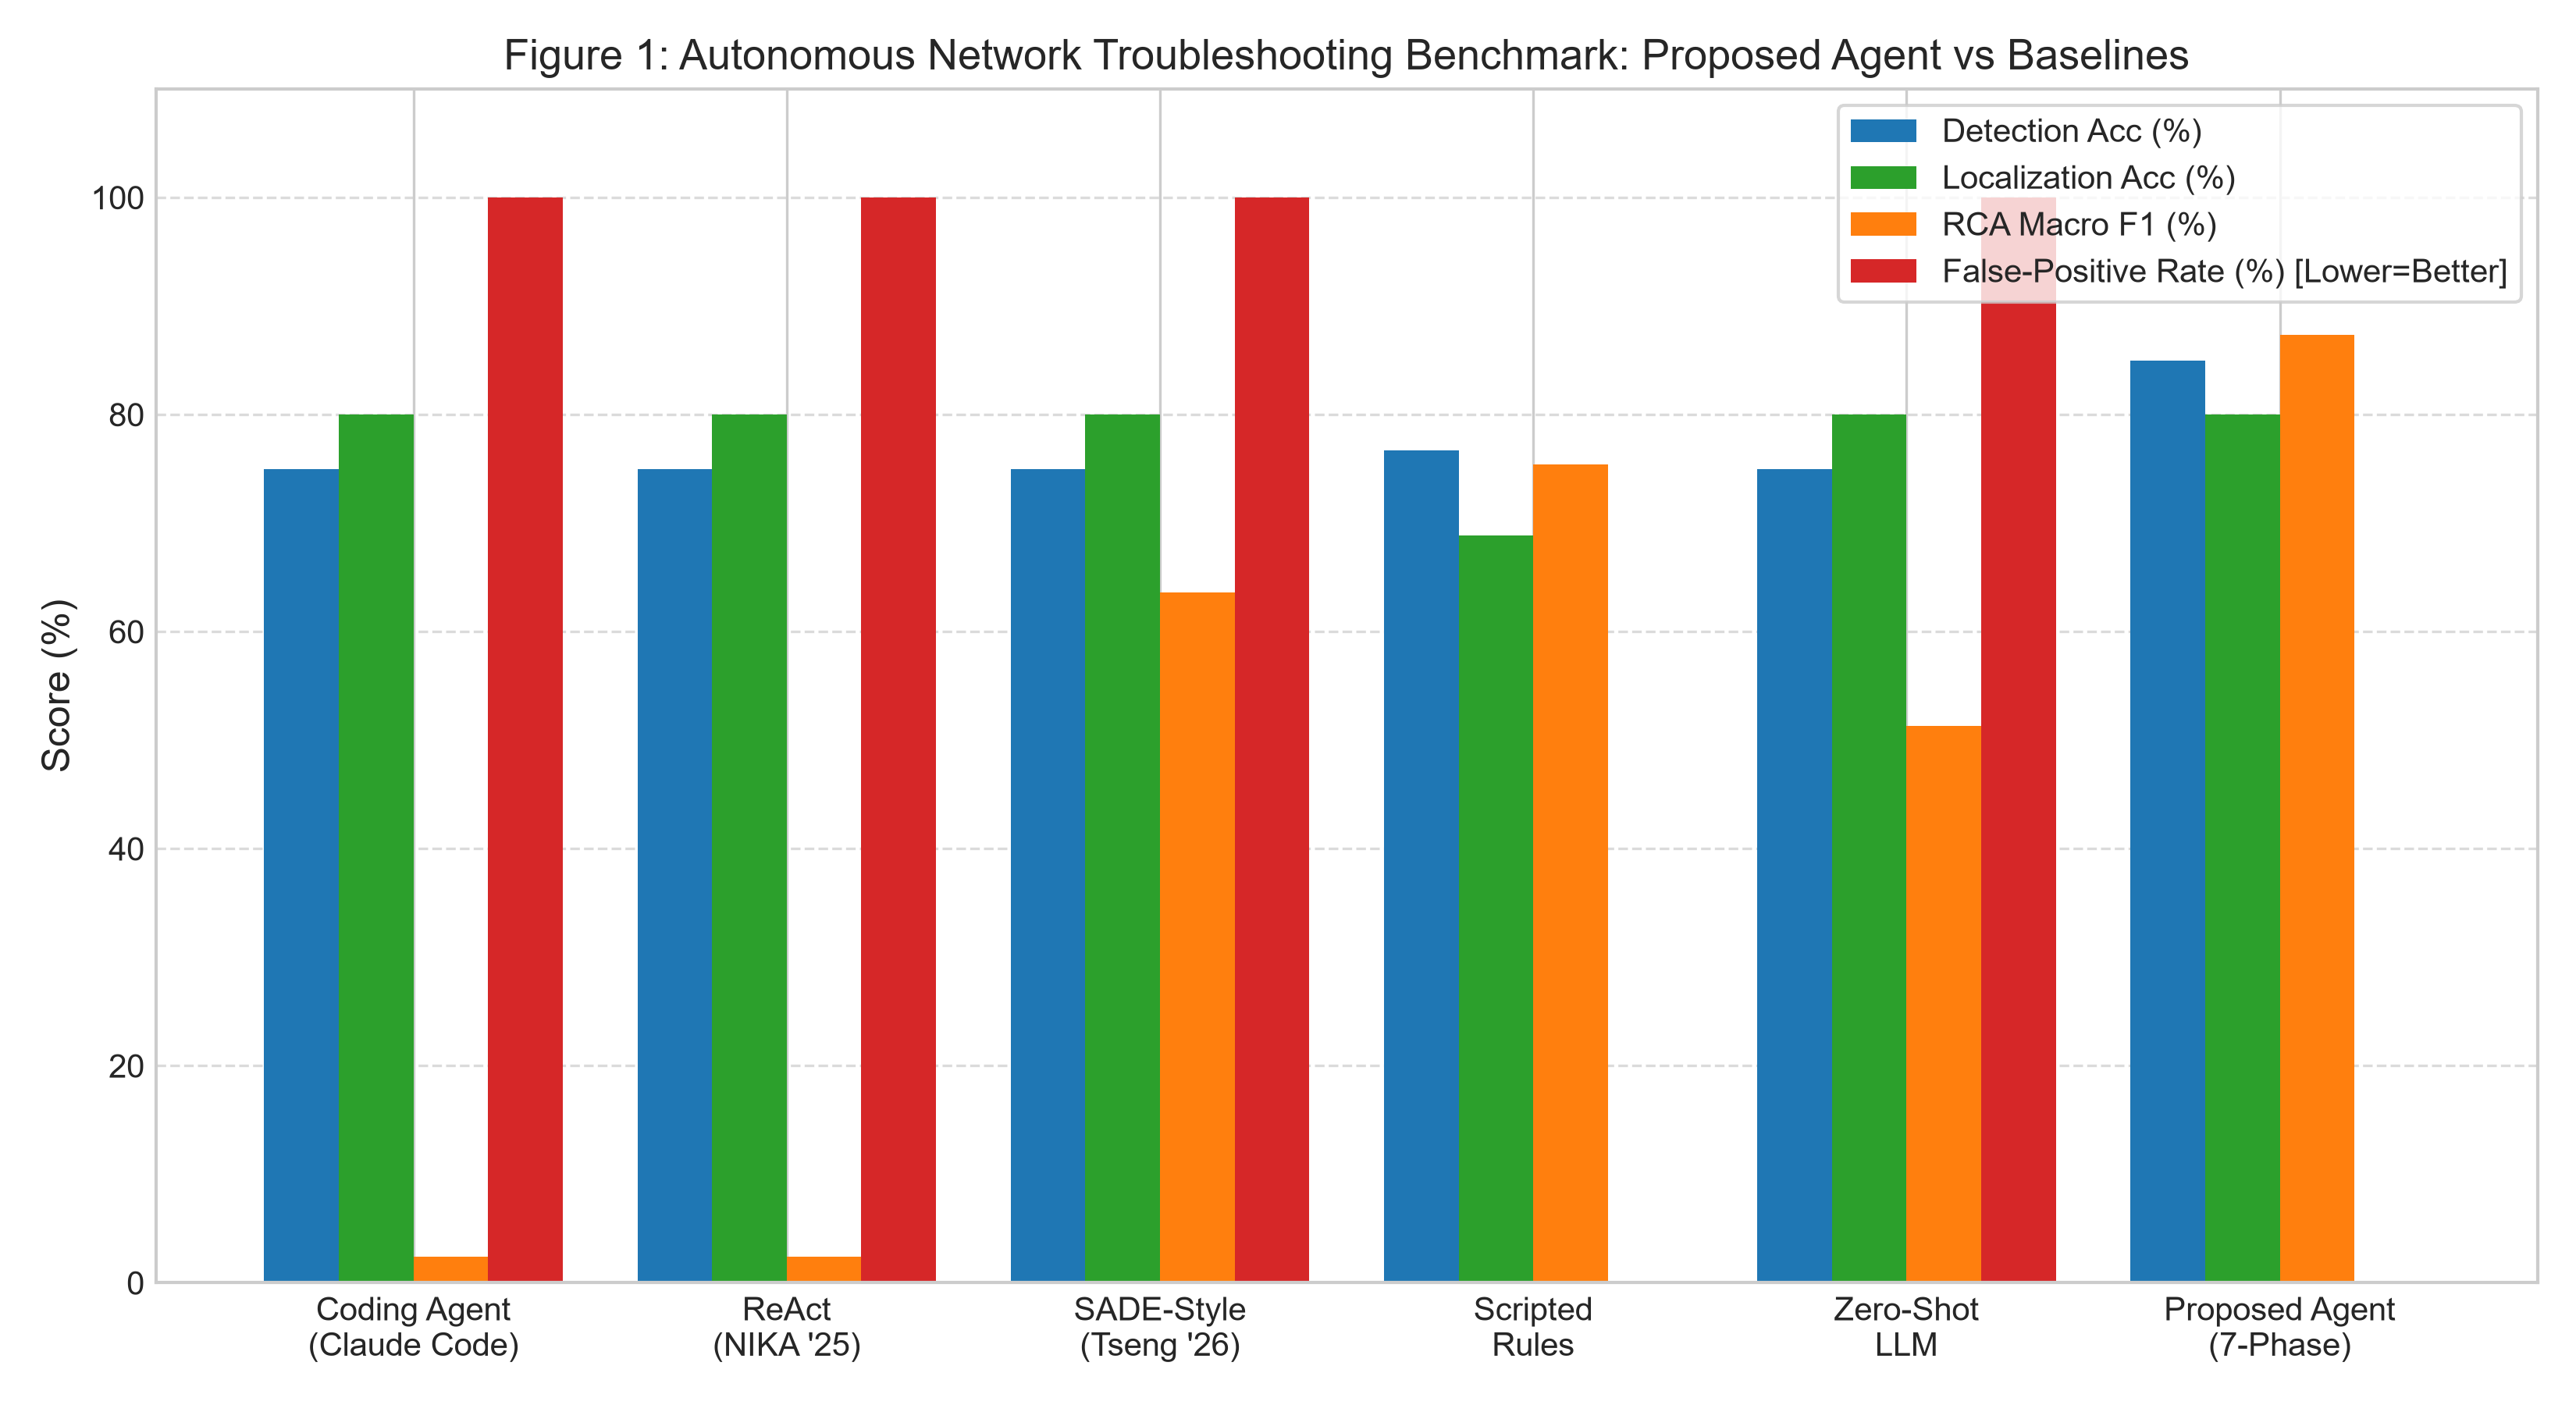 Figure 1: Autonomous Network Troubleshooting Benchmark: Proposed Agent vs Baselines
Detection Acc (%)
Localization Acc (%)
RCA Macro F1 (%)
False-Positive Rate (%) [Lower=Better]
Score (%)
100
80
60
40
20
0
Coding Agent
(Claude Code)
ReAct
(NIKA '25)
SADE-Style
(Tseng '26)
Scripted
Rules
Zero-Shot
LLM
Proposed Agent
(7-Phase)